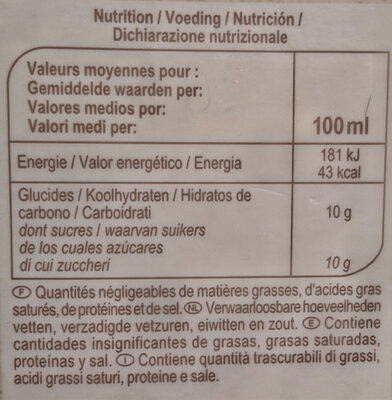 Nutrition / Voeding / Nutrición /
Dichiarazione nutrizionale
Valeurs moyennes pour :
Gemiddelde waarden per:
Valores medios por:
Valori medi per:
100 ml
Energie / Valor energético / Energia
181 kJ
43 kcal
Glucides / Koolhydraten / Hidratos de
carbono / Carboidrati
10 g
dont sucres / waarvan suikers
de los cuales azúcares
di cui zuccheri
10 g
F Quantités négligeables de matières grasses, d'acides gras
saturés, de protéines et de sel. NL Verwaarloosbare hoeveelheden
vetten, verzadigde vetzuren, eiwitten en zout. E Contiene
cantidades insignificantes de grasas, grasas saturadas,
proteínas y sal. I Contiene quantità trascurabili di grassi,
acidi grassi saturi, proteine e sale.